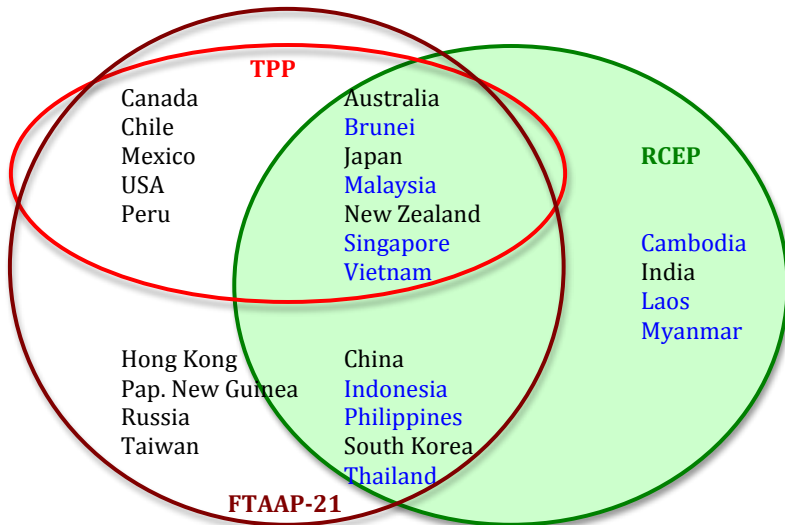 TPP
Canada
Chile
Mexico
USA
Peru
Australia
Brunei
Japan
Malaysia
New Zealand
Singapore
Vietnam
RCEP
Cambodia
India
Laos
Myanmar
Hong Kong
Pap. New Guinea
Russia
Taiwan
China
Indonesia
Philippines
South Korea
Thailand
FTAAP-21